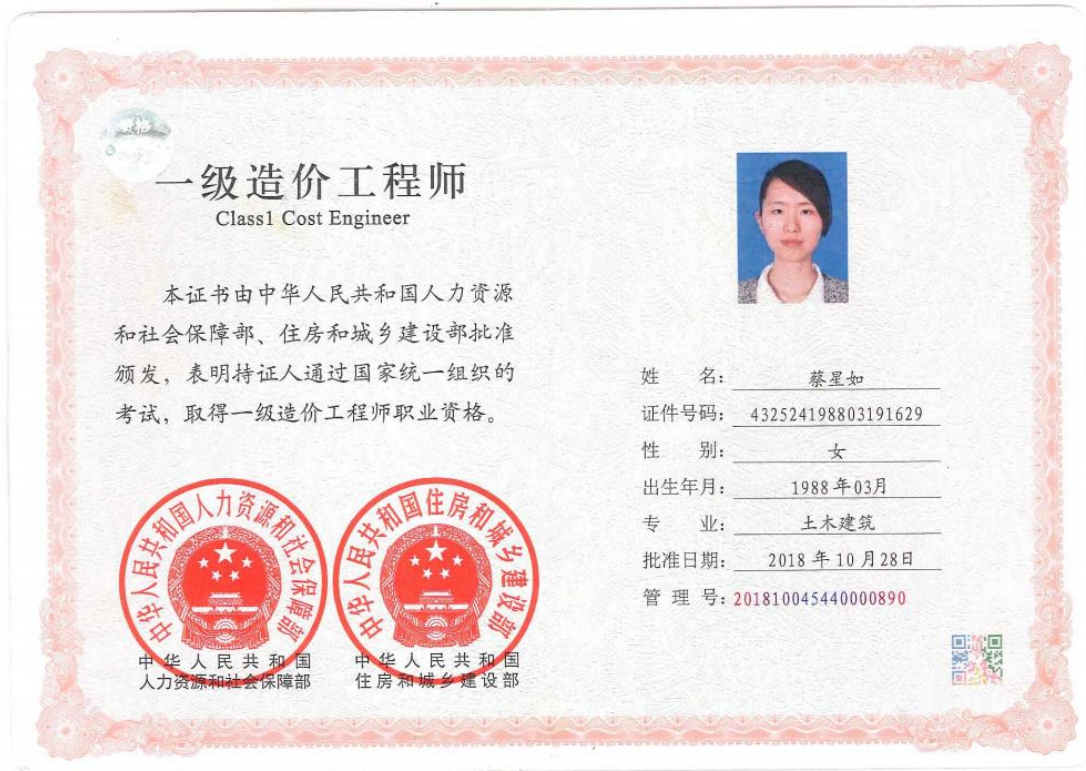 资格
一级造价工程师
Class1 Cost Engineer
本证书由中华人民共和国人力资源
和社会保障部、住房和城乡建设部批准
颁发，表明持证人通过国家统一组织的
考试，取得一级造价工程师职业资格。
中华人民共和国人力资源和社会保障部
中华人民共和国住房和城乡建设部
中华人民共和国
人力资源和社会保障部
中华人民共和国
住房和城乡建设部
姓 名： 蔡星如
证件号码： 432524198803191629
性 别： 女
出生年月： 1988年03月
专 业： 土木建筑
批准日期： 2018年10月28日
管 理 号：201810045440000890